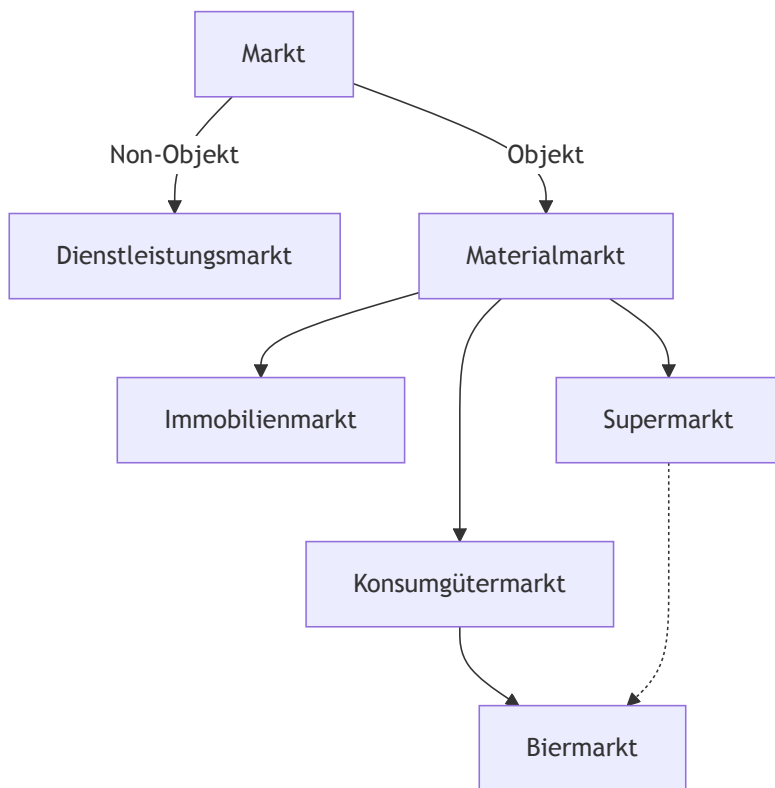 Markt
Non-Objekt
Objekt
Dienstleistungsmarkt
Materialmarkt
Immobilienmarkt
Supermarkt
Konsumgütermarkt
Biermarkt